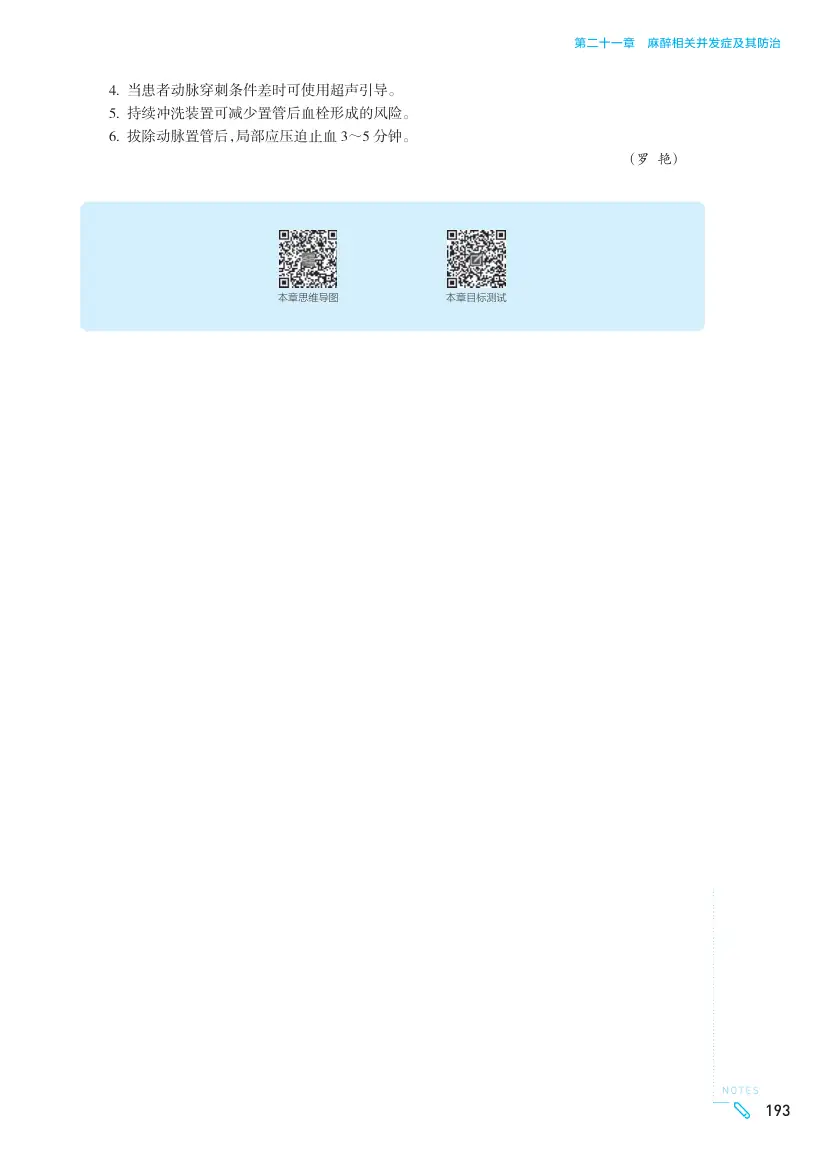 第二十一章 麻醉相关并发症及其防治
4. 当患者动脉穿刺条件差时可使用超声引导。
5. 持续冲洗装置可减少置管后血栓形成的风险。
6. 拔除动脉置管后,局部应压迫止血 3～5 分钟。
(罗 艳)
本章思维导图 本章目标测试
NOTES
193